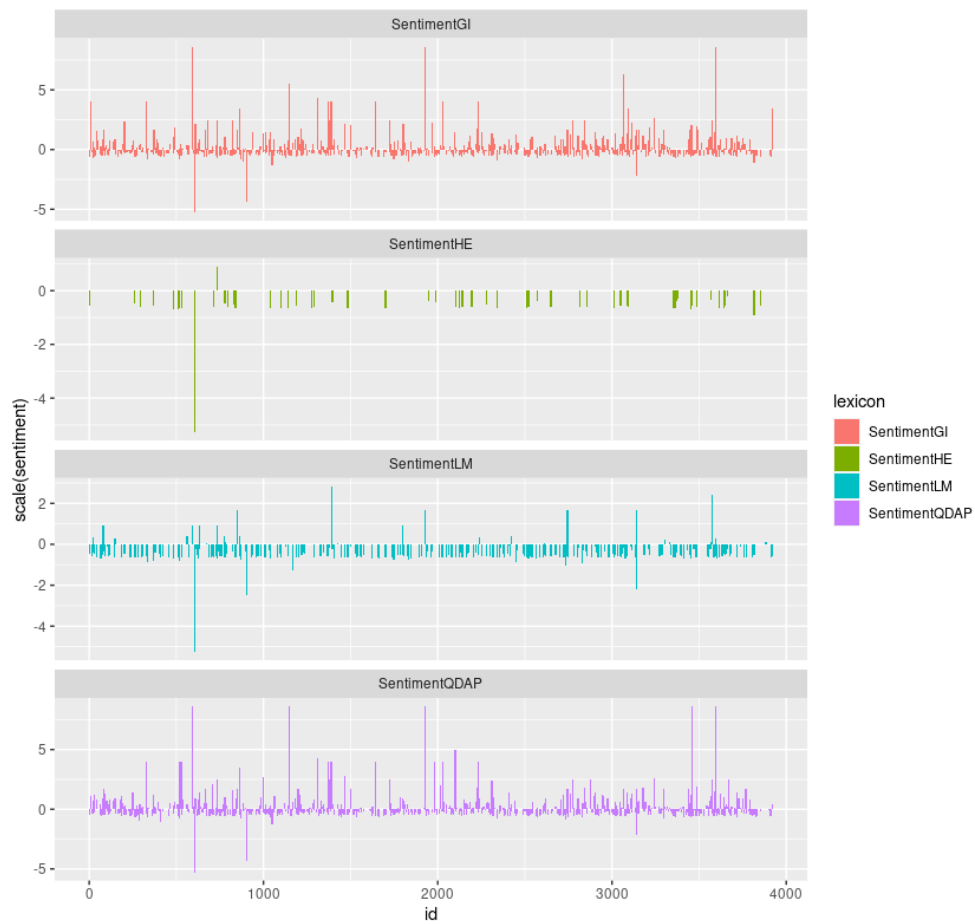 SentimentGI
5
0
-5
SentimentHE
0
-2
-4
SentimentLM
2
0
-2
-4
SentimentQDAP
5
0
-5
0 1000 2000 3000 4000
id
scale(sentiment)
lexicon
SentimentGI
SentimentHE
SentimentLM
SentimentQDAP